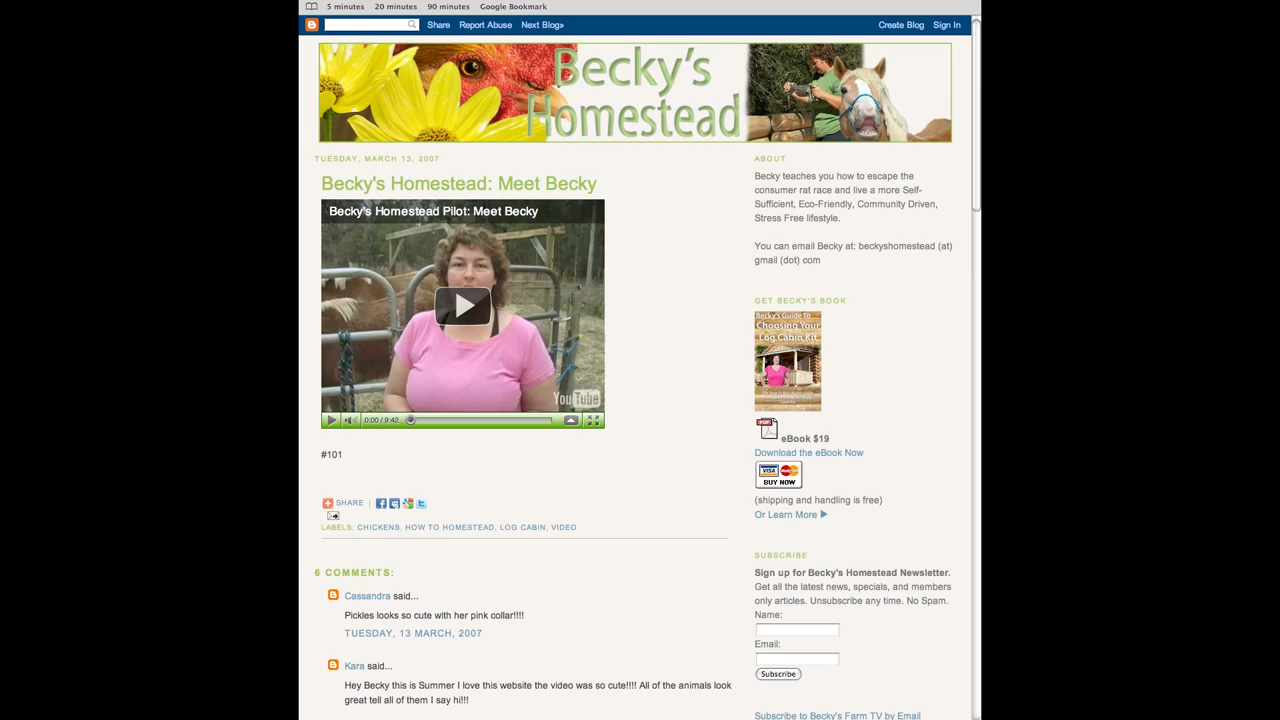 5 minutes 20 minutes 90 minutes Google Bookmark
Share Report Abuse Next Blog» Create Blog Sign In
Becky's
Homestead
TUESDAY, MARCH 13, 2007
Becky's Homestead: Meet Becky
Becky's Homestead Pilot: Meet Becky
YouTube
0:00 / 9:42
#101
SHARE
LABELS: CHICKENS, HOW TO HOMESTEAD, LOG CABIN, VIDEO
6 COMMENTS:
Cassandra said...
Pickles looks so cute with her pink collar!!!!
TUESDAY, 13 MARCH, 2007
Kara said...
Hey Becky this is Summer I love this website the video was so cute!!!! All of the animals look
great tell all of them I say hi!!!
ABOUT
Becky teaches you how to escape the
consumer rat race and live a more Self-
Sufficient, Eco-Friendly, Community Driven,
Stress Free lifestyle.
You can email Becky at: beckyshomestead (at)
gmail (dot) com
GET BECKY'S BOOK
Becky's Guide To
Choosing Your
Log Cabin Kit
PDF
eBook $19
Download the eBook Now
VISA MasterCard
BUY NOW
(shipping and handling is free)
Or Learn More
SUBSCRIBE
Sign up for Becky's Homestead Newsletter.
Get all the latest news, specials, and members
only articles. Unsubscribe any time. No Spam.
Name:
Email:
Subscribe
Subscribe to Becky's Farm TV by Email